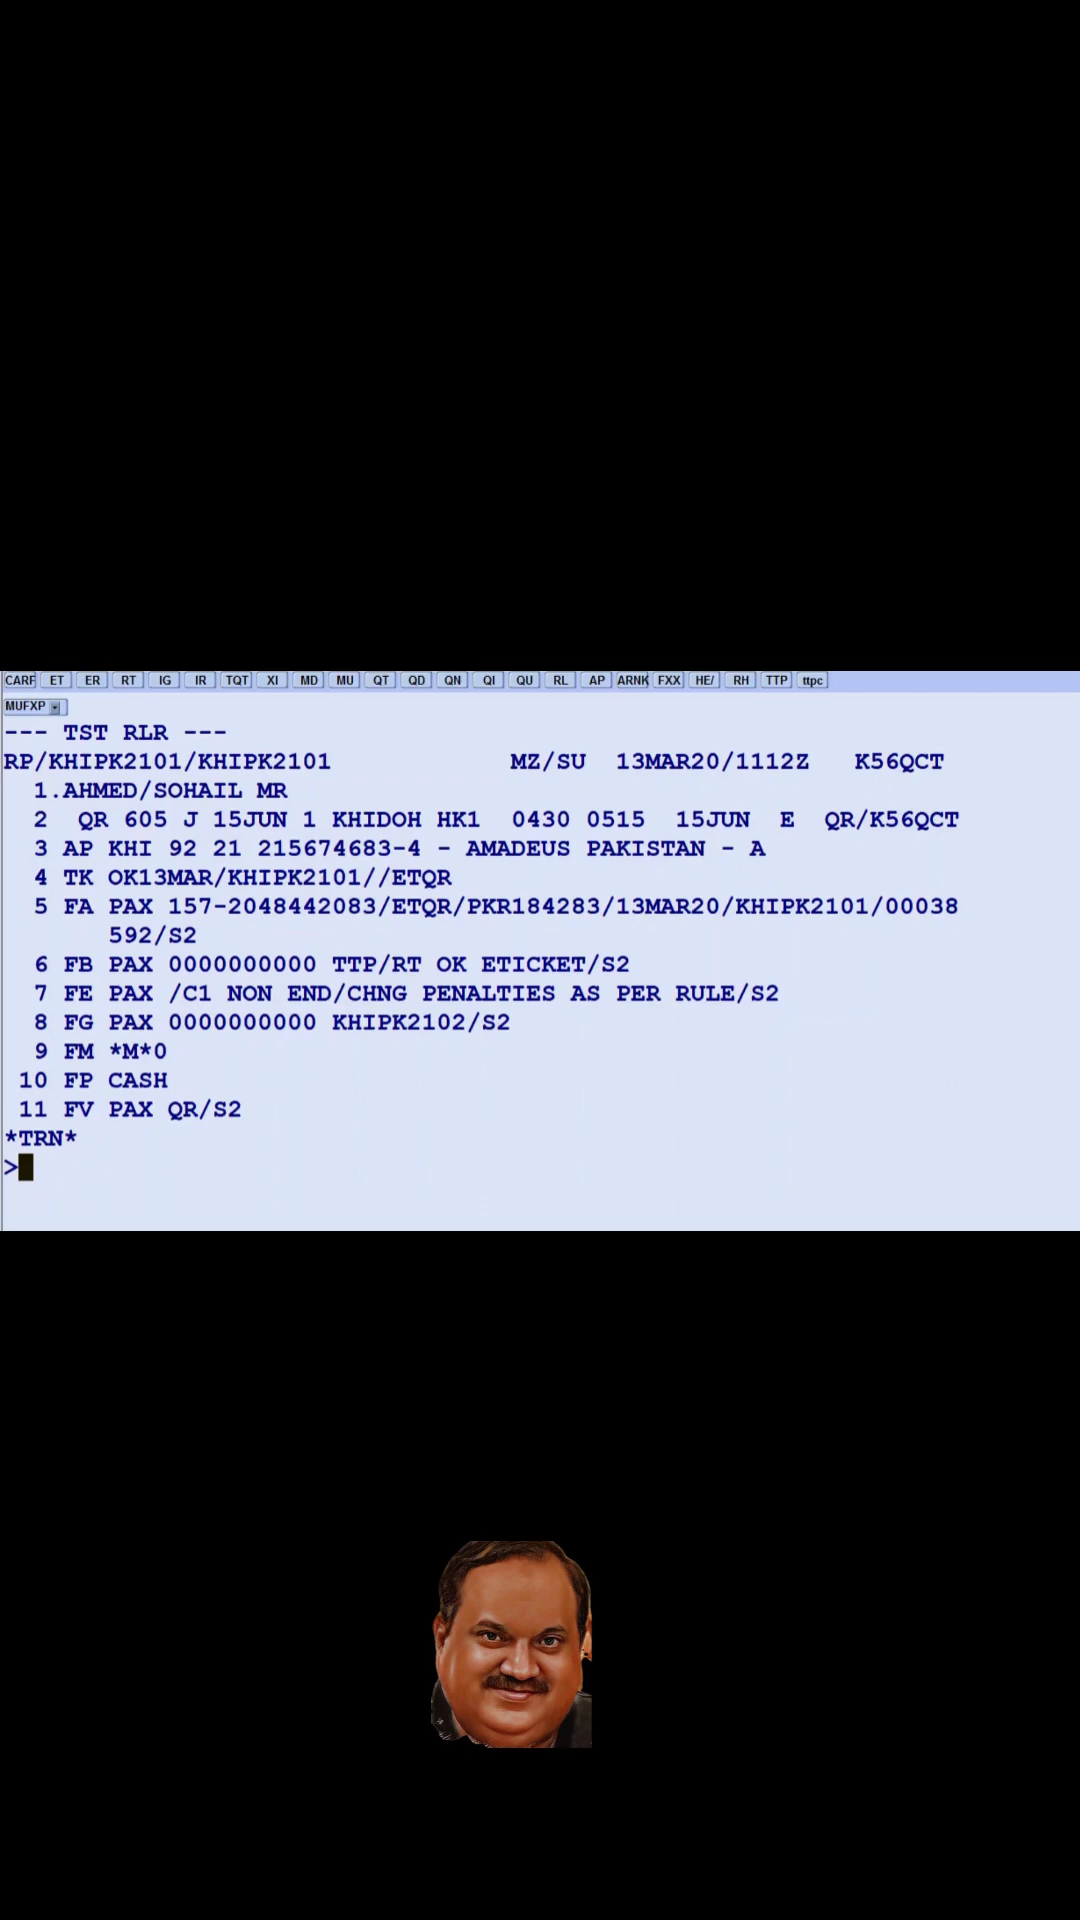 CARF ET ER RT IG IR TQT XI MD MU QT QD QN QI QU RL AP ARNK FXX HE/ RH TTP ttpc
MUFXP
--- TST RLR ---
RP/KHIPK2101/KHIPK2101 MZ/SU 13MAR20/1112Z K56QCT
1.AHMED/SOHAIL MR
2 QR 605 J 15JUN 1 KHIDOH HK1 0430 0515 15JUN E QR/K56QCT
3 AP KHI 92 21 215674683-4 - AMADEUS PAKISTAN - A
4 TK OK13MAR/KHIPK2101//ETQR
5 FA PAX 157-2048442083/ETQR/PKR184283/13MAR20/KHIPK2101/00038
592/S2
6 FB PAX 0000000000 TTP/RT OK ETICKET/S2
7 FE PAX /C1 NON END/CHNG PENALTIES AS PER RULE/S2
8 FG PAX 0000000000 KHIPK2102/S2
9 FM *M*0
10 FP CASH
11 FV PAX QR/S2
*TRN*
>